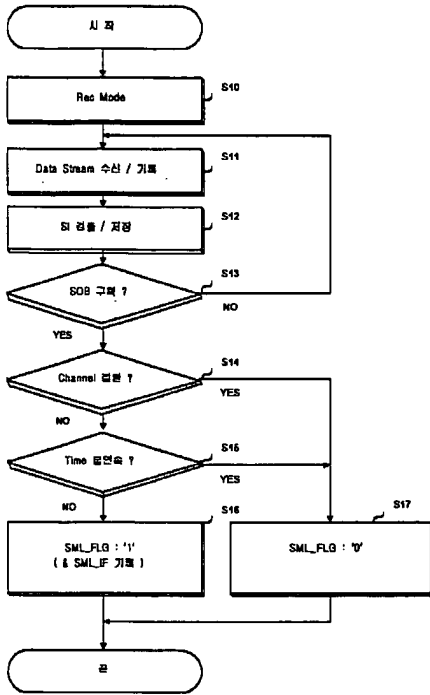 시 작
S10
Rec Mode
S11
Data Stream 수신 / 기록
S12
SI 검출 / 저장
S13
SOB 구획 ?
NO
YES
S14
Channel 절환 ?
YES
NO
S15
Time 불연속 ?
YES
NO
S16
SML_FLG : '1'
( & SML_IF 기록 )
S17
SML_FLG : '0'
끝